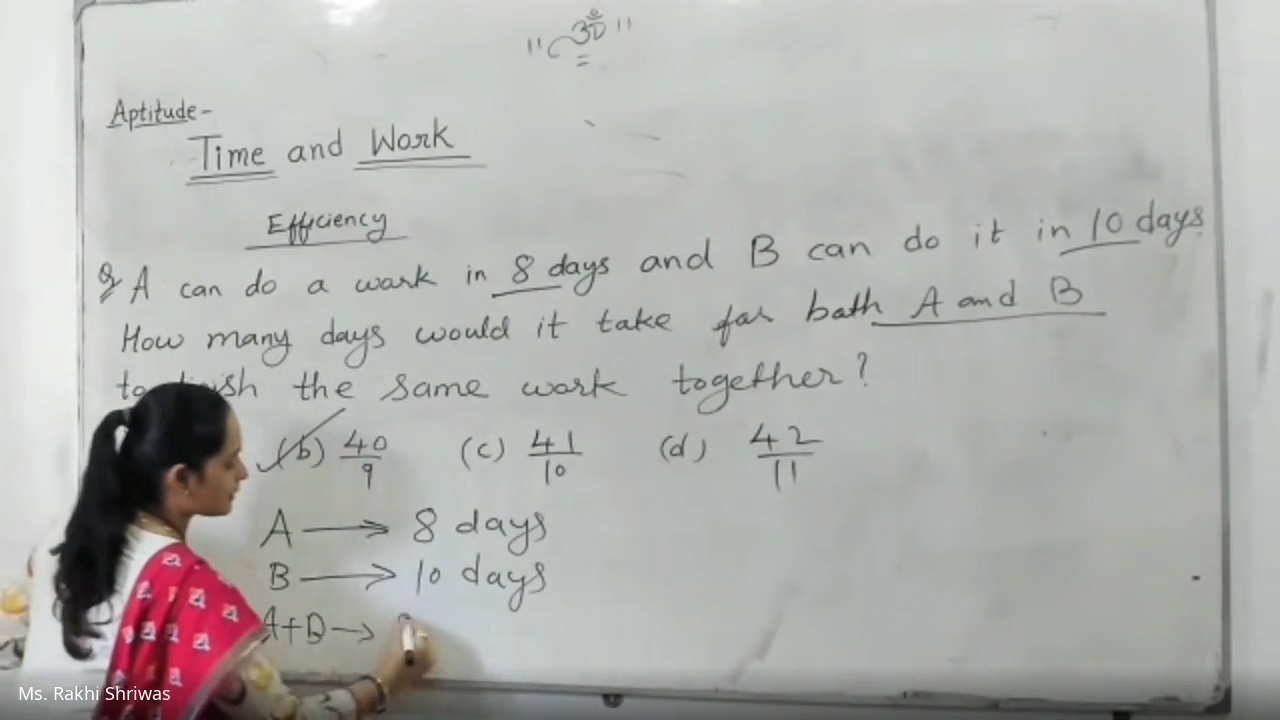 " ॐ "
Aptitude-
Time and Work
Efficiency
Q A can do a work in 8 days and B can do it in 10 days.
How many days would it take for bath A and B
to the same work together?
(b) 40/9 (c) 41/10 (d) 42/11
A → 8 days
B → 10 days
A+B →
Ms. Rakhi Shriwas